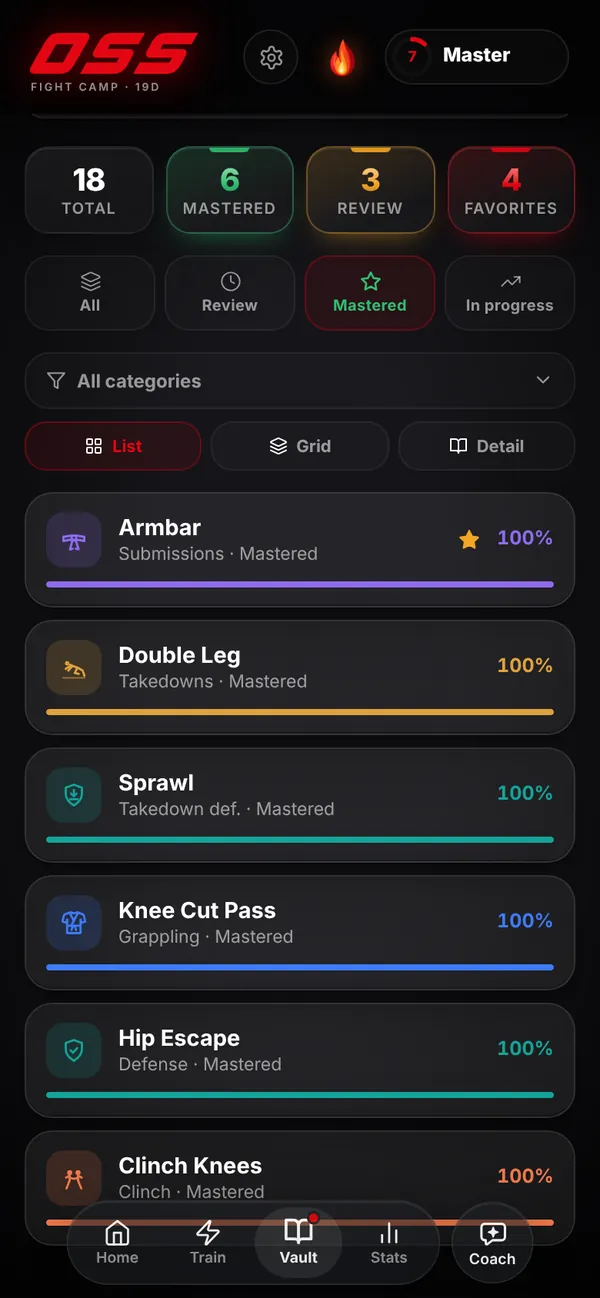 OSS
FIGHT CAMP · 19D
7
Master
18
TOTAL
6
MASTERED
3
REVIEW
4
FAVORITES
All
Review
Mastered
In progress
All categories
List
Grid
Detail
Armbar
Submissions · Mastered
100%
Double Leg
Takedowns · Mastered
100%
Sprawl
Takedown def. · Mastered
100%
Knee Cut Pass
Grappling · Mastered
100%
Hip Escape
Defense · Mastered
100%
Clinch Knees
Clinch · Mastered
100%
Home
Train
Vault
Stats
Coach